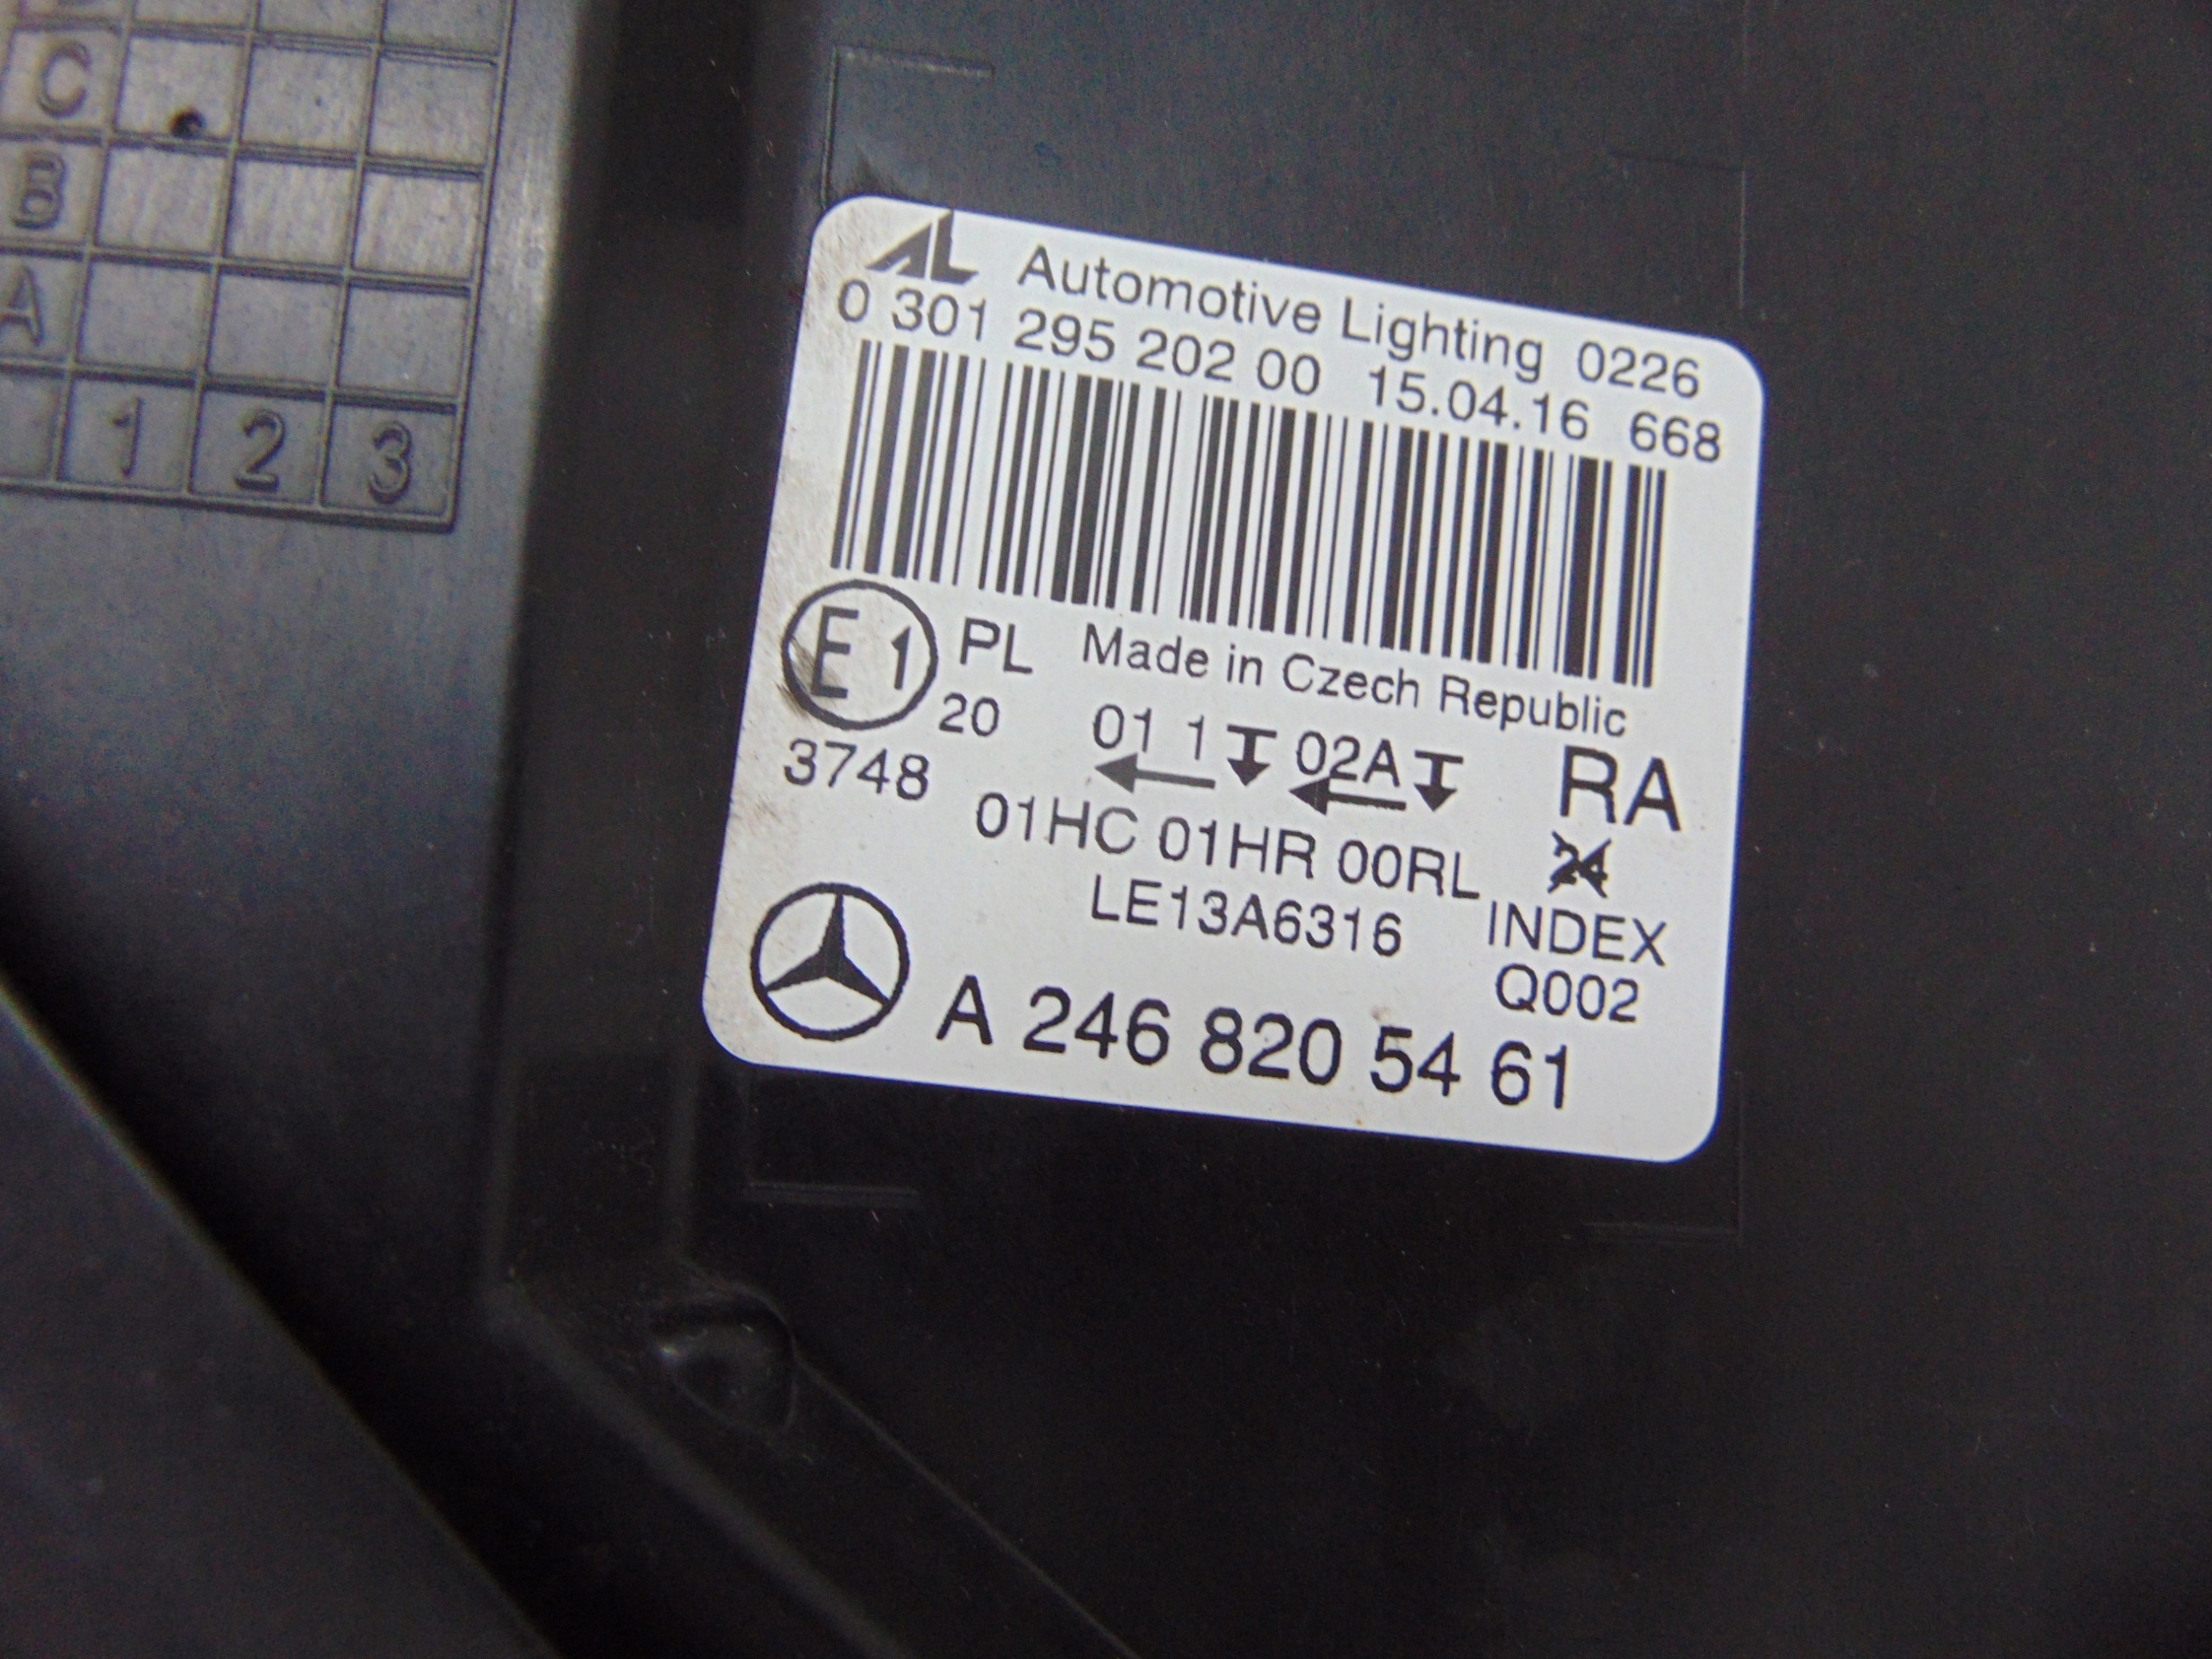 C
B
A
1 2 3
AL Automotive Lighting 0226
0 301 295 202 00 15.04.16 668
E1 PL Made in Czech Republic
20 01 1 02A RA
3748
01HC 01HR 00RL 24
LE13A6316 INDEX
Q002
A 246 820 54 61